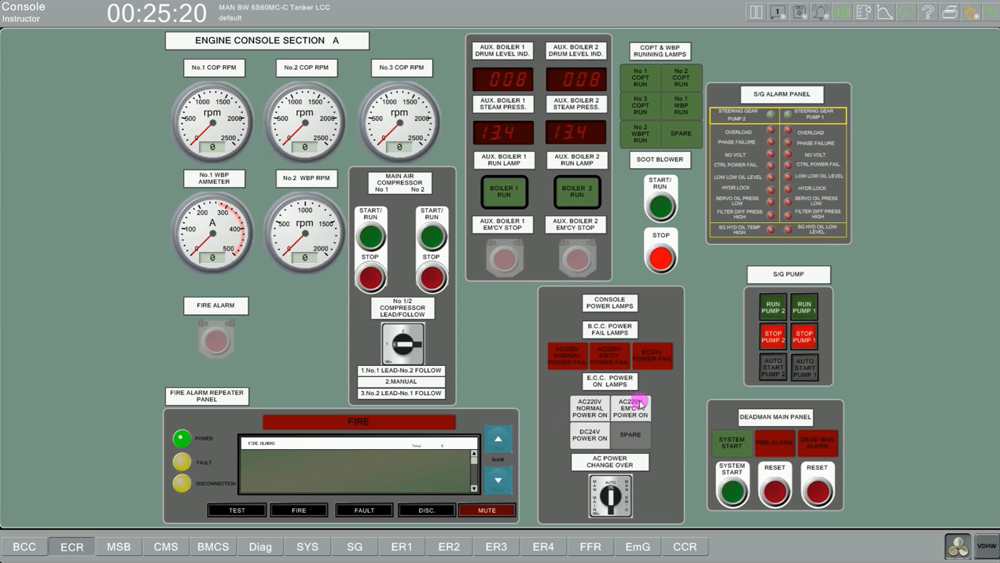 Console
Instructor
00:25:20
MAN BW 6S60MC-C Tanker LCC
default
1
ENGINE CONSOLE SECTION A
No.1 COP RPM
No.2 COP RPM
No.3 COP RPM
0 500 1000 1500 2000 2500
rpm
0
0 500 1000 1500 2000 2500
rpm
0
0 500 1000 1500 2000 2500
rpm
0
No.1 WBP
AMMETER
No.2 WBP RPM
0 100 200 300 400 500
A
0
0 500 1000 1500 2000
rpm
0
MAIN AIR
COMPRESSOR
No 1 No 2
START/
RUN
START/
RUN
STOP
STOP
No 1/2
COMPRESSOR
LEAD/FOLLOW
1 2 3
1.No.1 LEAD-No.2 FOLLOW
2.MANUAL
3.No.2 LEAD-No.1 FOLLOW
FIRE ALARM
FIRE ALARM REPEATER
PANEL
FIRE
POWER
FAULT
DISCONNECTION
FIRE ALARMS
Total 0
Scroll
TEST
FIRE
FAULT
DISC.
MUTE
AUX. BOILER 1
DRUM LEVEL IND.
AUX. BOILER 2
DRUM LEVEL IND.
008
008
AUX. BOILER 1
STEAM PRESS.
AUX. BOILER 2
STEAM PRESS.
13.4
13.4
AUX. BOILER 1
RUN LAMP
AUX. BOILER 2
RUN LAMP
BOILER 1
RUN
BOILER 2
RUN
AUX. BOILER 1
EM'CY STOP
AUX. BOILER 2
EM'CY STOP
COPT & WBP
RUNNING LAMPS
No 1
COPT
RUN
No 2
COPT
RUN
No 3
COPT
RUN
No 1
WBP
RUN
No 2
WBPT
RUN
SPARE
SOOT BLOWER
START/
RUN
STOP
CONSOLE
POWER LAMPS
B.C.C. POWER
FAIL LAMPS
AC220V
NORMAL
POWER FAIL
AC220V
EM'CY
POWER FAIL
DC24V
POWER FAIL
E.C.C. POWER
ON LAMPS
AC220V
NORMAL
POWER ON
AC220V
EM'CY
POWER ON
DC24V
POWER ON
SPARE
AC POWER
CHANGE OVER
AUTO
MAN MAIN
MAN EM-C
S/G ALARM PANEL
STEERING GEAR
PUMP 2
STEERING GEAR
PUMP 1
OVERLOAD
OVERLOAD
PHASE FAILURE
PHASE FAILURE
NO VOLT
NO VOLT
CTRL POWER FAIL.
CTRL POWER FAIL.
LOW LOW OIL LEVEL
LOW LOW OIL LEVEL
HYDR.LOCK
HYDR.LOCK
SERVO OIL PRESS
LOW
SERVO OIL PRESS
LOW
FILTER DIFF PRESS
HIGH
FILTER DIFF PRESS
HIGH
SG HYD OIL TEMP
HIGH
SG HYD OIL LOW
LEVEL
S/G PUMP
RUN
PUMP 2
RUN
PUMP 1
STOP
PUMP 2
STOP
PUMP 1
AUTO
START
PUMP 2
AUTO
START
PUMP 1
DEADMAN MAIN PANEL
SYSTEM
START
PRE-ALARM
DEAD MAN
ALARM
SYSTEM
START
RESET
RESET
BCC
ECR
MSB
CMS
BMCS
Diag
SYS
SG
ER1
ER2
ER3
ER4
FFR
EmG
CCR
VDHW